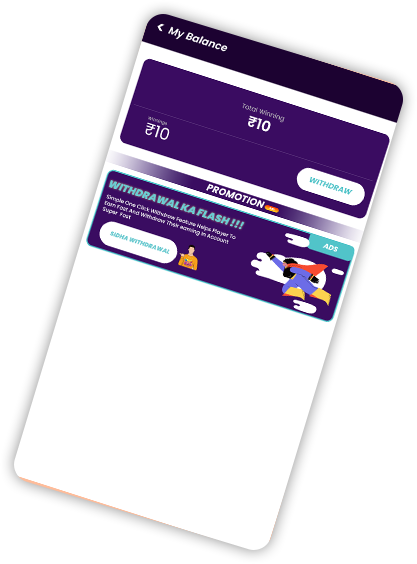 My Balance
Total Winning
₹10
Winnings
₹10
WITHDRAW
PROMOTION
ADS
WITHDRAWAL KA FLASH !!!
Simple One Click Withdraw Feature Helps Player To
Earn Fast And Withdraw Their earning In Account
Super Fast
SIDHA WITHDRAWAL